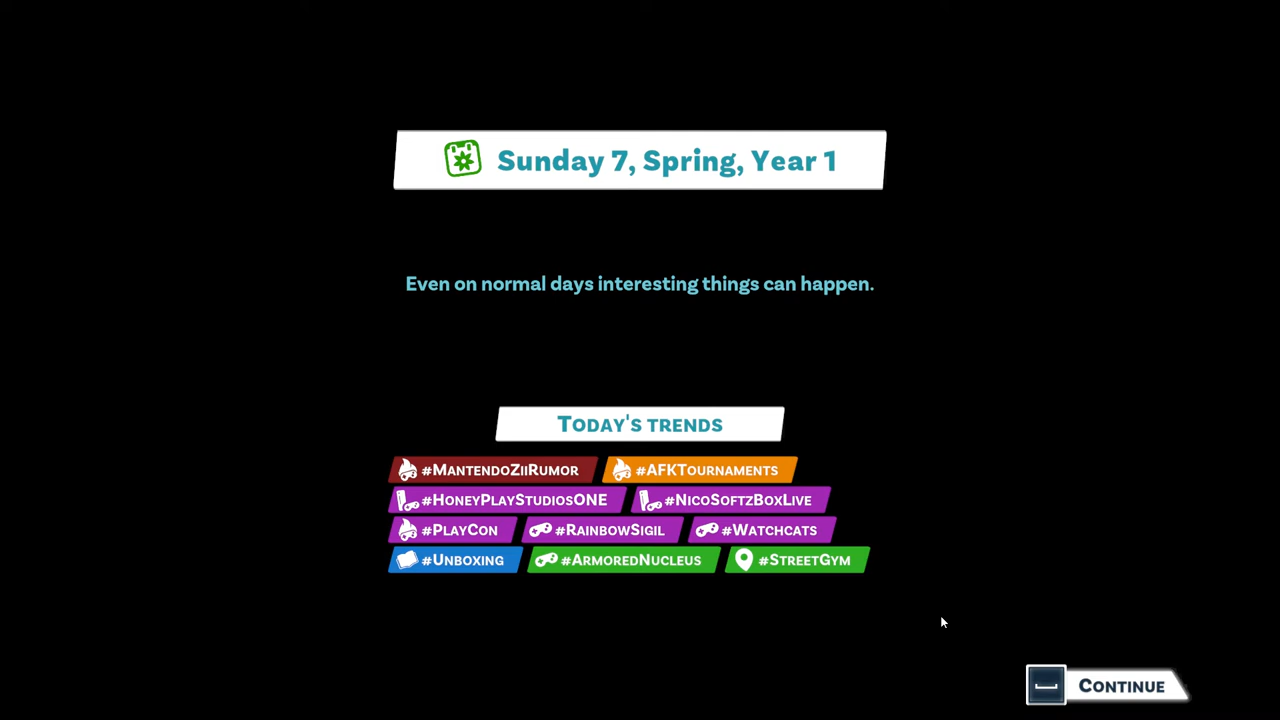 Sunday 7, Spring, Year 1
Even on normal days interesting things can happen.
Today's trends
#MantendoZiiRumor #AFKTournaments
#HoneyPlayStudiosONE #NicoSoftzBoxLive
#PlayCon #RainbowSigil #Watchcats
#Unboxing #ArmoredNucleus #StreetGym
Continue